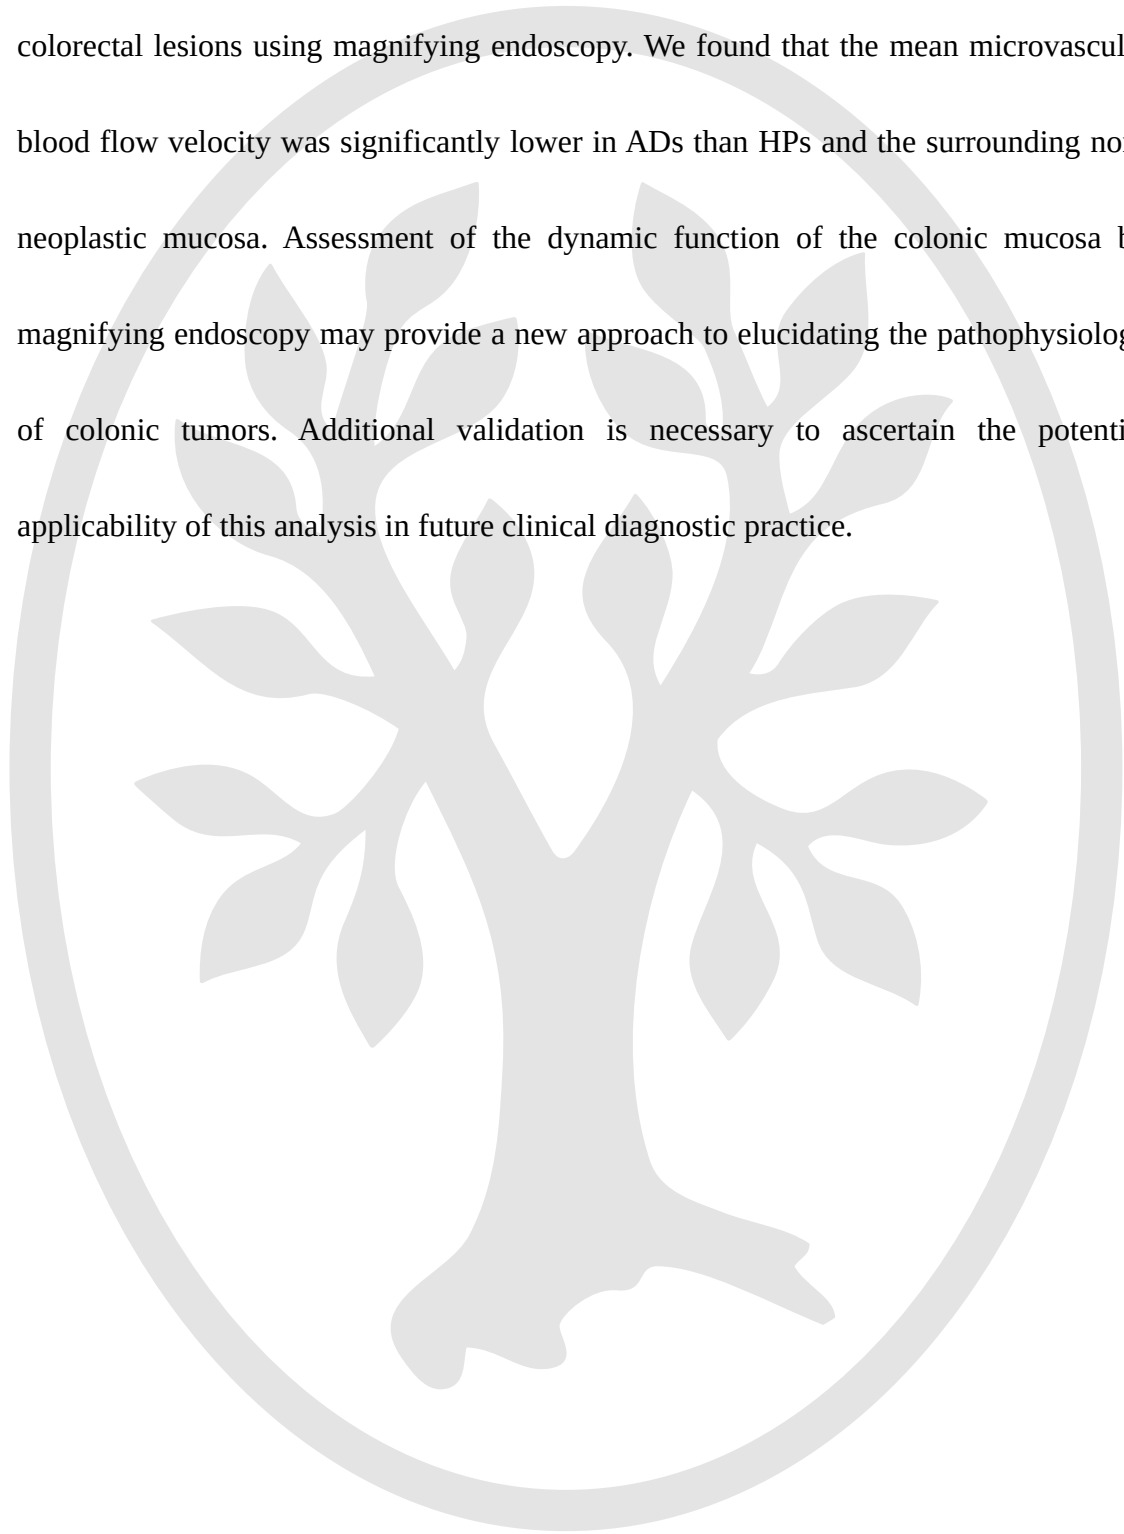 colorectal lesions using magnifying endoscopy. We found that the mean microvascul
blood flow velocity was significantly lower in ADs than HPs and the surrounding no
neoplastic mucosa. Assessment of the dynamic function of the colonic mucosa b
magnifying endoscopy may provide a new approach to elucidating the pathophysiolog
of colonic tumors. Additional validation is necessary to ascertain the potenti
applicability of this analysis in future clinical diagnostic practice.